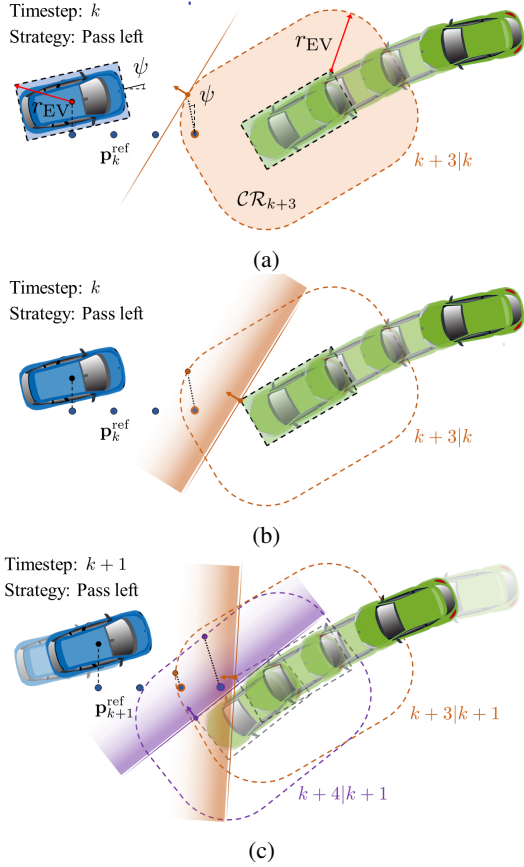 Timestep: k
Strategy: Pass left
ψ
r_EV
p_k^ref
ψ
r_EV
CR_{k+3}
k+3|k
(a)
Timestep: k
Strategy: Pass left
p_k^ref
k+3|k
(b)
Timestep: k+1
Strategy: Pass left
p_{k+1}^ref
k+3|k+1
k+4|k+1
(c)